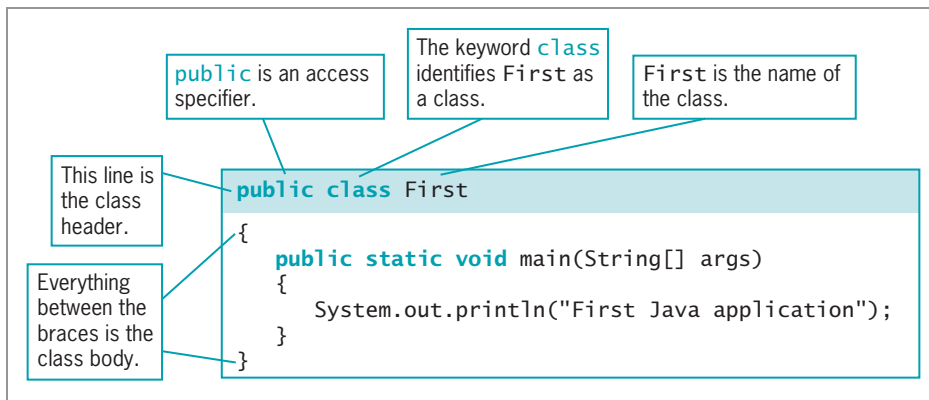 public is an access
specifier.
The keyword class
identifies First as
a class.
First is the name of
the class.
This line is
the class
header.
public class First
{
public static void main(String[] args)
{
System.out.println("First Java application");
}
}
Everything
between the
braces is the
class body.